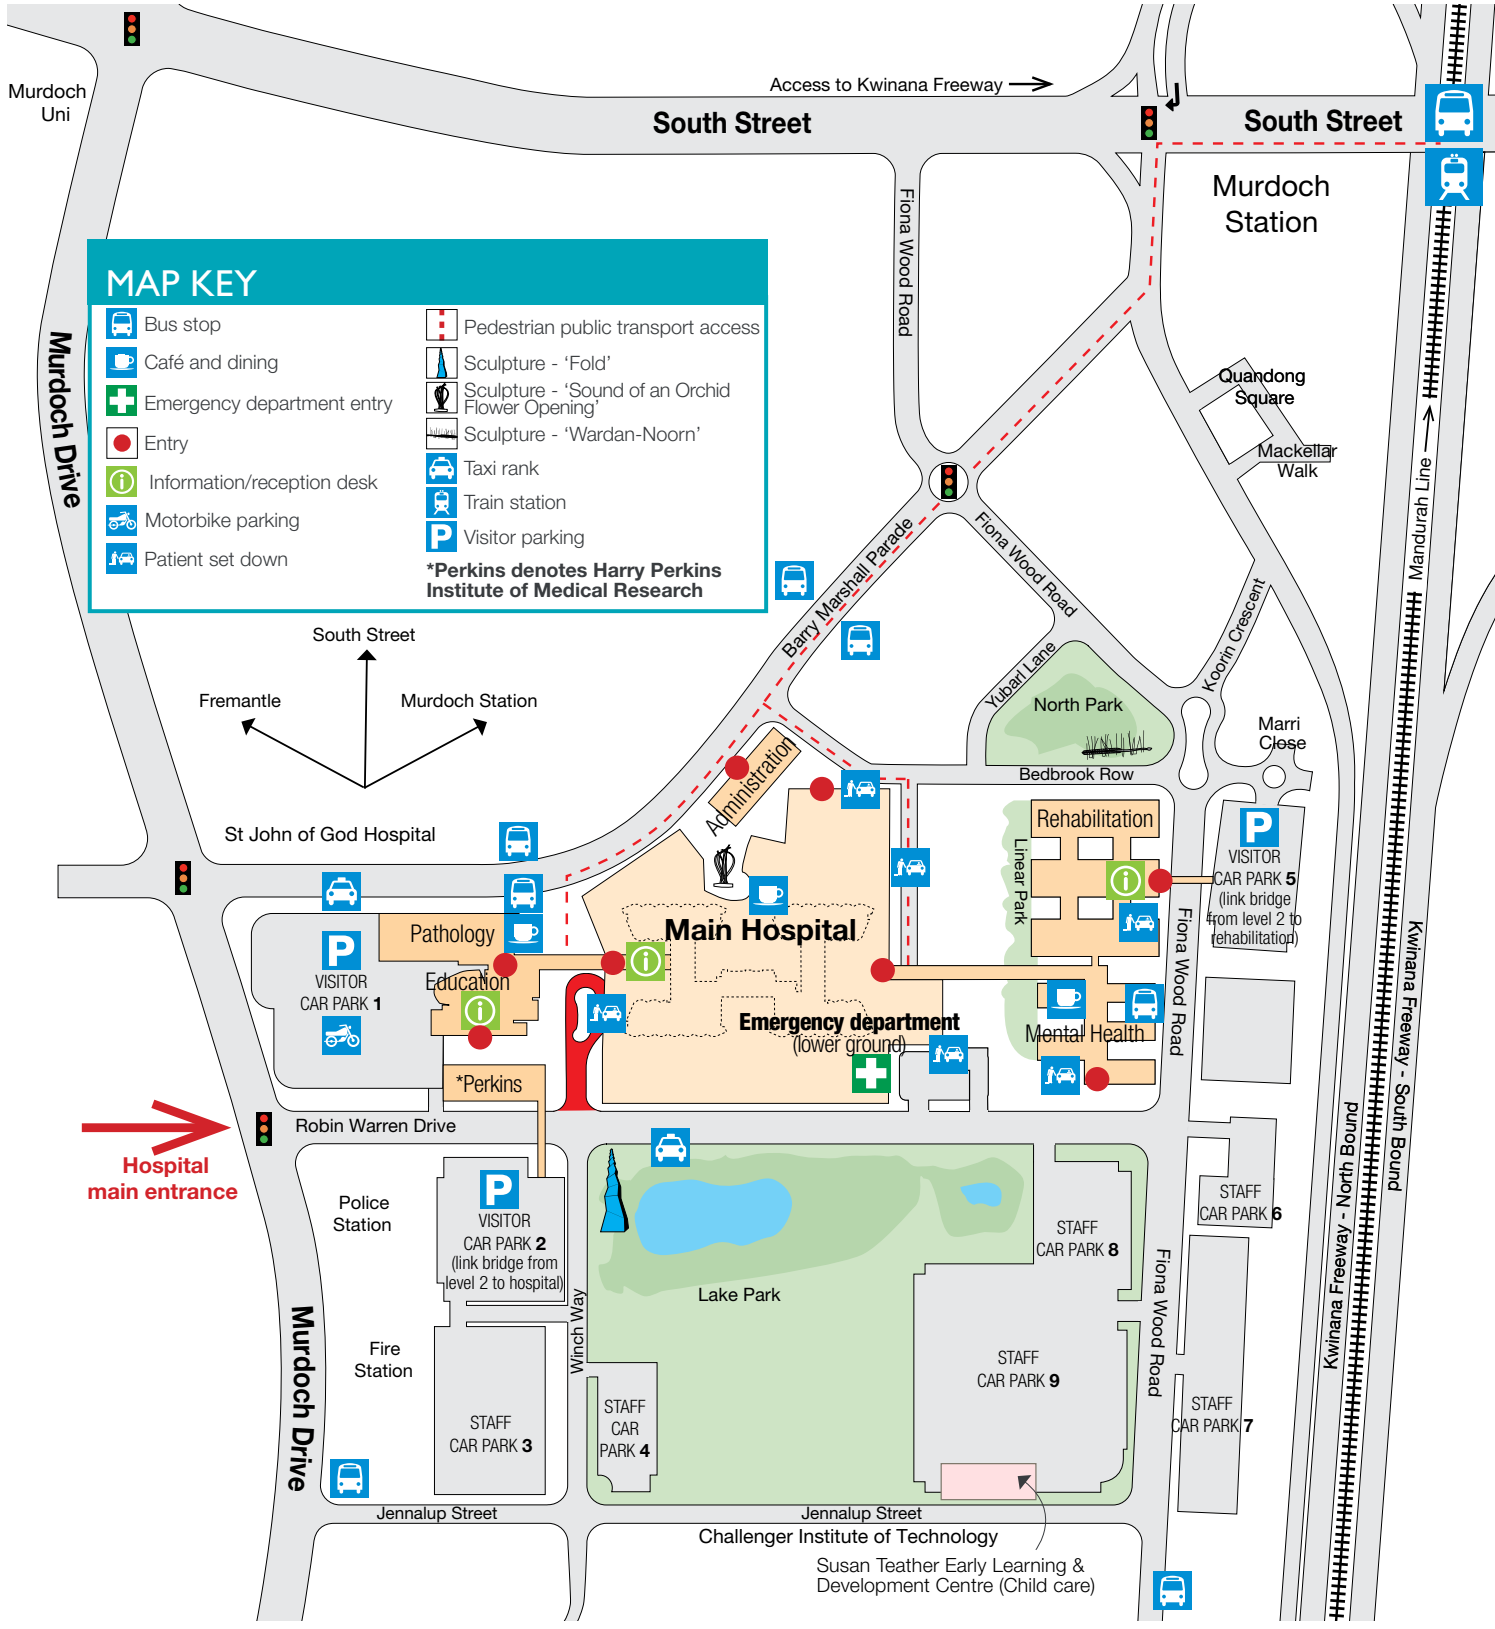 Murdoch
Uni
Access to Kwinana Freeway
South Street
South Street
Murdoch
Station
Fiona Wood Road
MAP KEY
Bus stop
Café and dining
Emergency department entry
Entry
Information/reception desk
Motorbike parking
Patient set down
Pedestrian public transport access
Sculpture - ‘Fold’
Sculpture - ‘Sound of an Orchid
Flower Opening’
Sculpture - ‘Wardan-Noorn’
Taxi rank
Train station
P
Visitor parking
*Perkins denotes Harry Perkins
Institute of Medical Research
Murdoch Drive
Quandong
Square
Mackellar
Walk
Mandurah Line
Barry Marshall Parade
Fiona Wood Road
Koorin Crescent
Yubarl Lane
North Park
Marri
Close
Bedbrook Row
South Street
Fremantle
Murdoch Station
St John of God Hospital
Administration
Rehabilitation
Linear Park
P
VISITOR
CAR PARK 5
(link bridge
from level 2 to
rehabilitation)
Fiona Wood Road
Main Hospital
Pathology
Education
P
VISITOR
CAR PARK 1
Emergency department
(lower ground)
Mental Health
*Perkins
Robin Warren Drive
Hospital
main entrance
Kwinana Freeway - South Bound
Kwinana Freeway - North Bound
Police
Station
P
VISITOR
CAR PARK 2
(link bridge from
level 2 to hospital)
Lake Park
STAFF
CAR PARK 8
STAFF
CAR PARK 6
Fiona Wood Road
Winch Way
Murdoch Drive
Fire
Station
STAFF
CAR PARK 3
STAFF
CAR
PARK 4
STAFF
CAR PARK 9
STAFF
CAR PARK 7
Jennalup Street
Jennalup Street
Challenger Institute of Technology
Susan Teather Early Learning &
Development Centre (Child care)